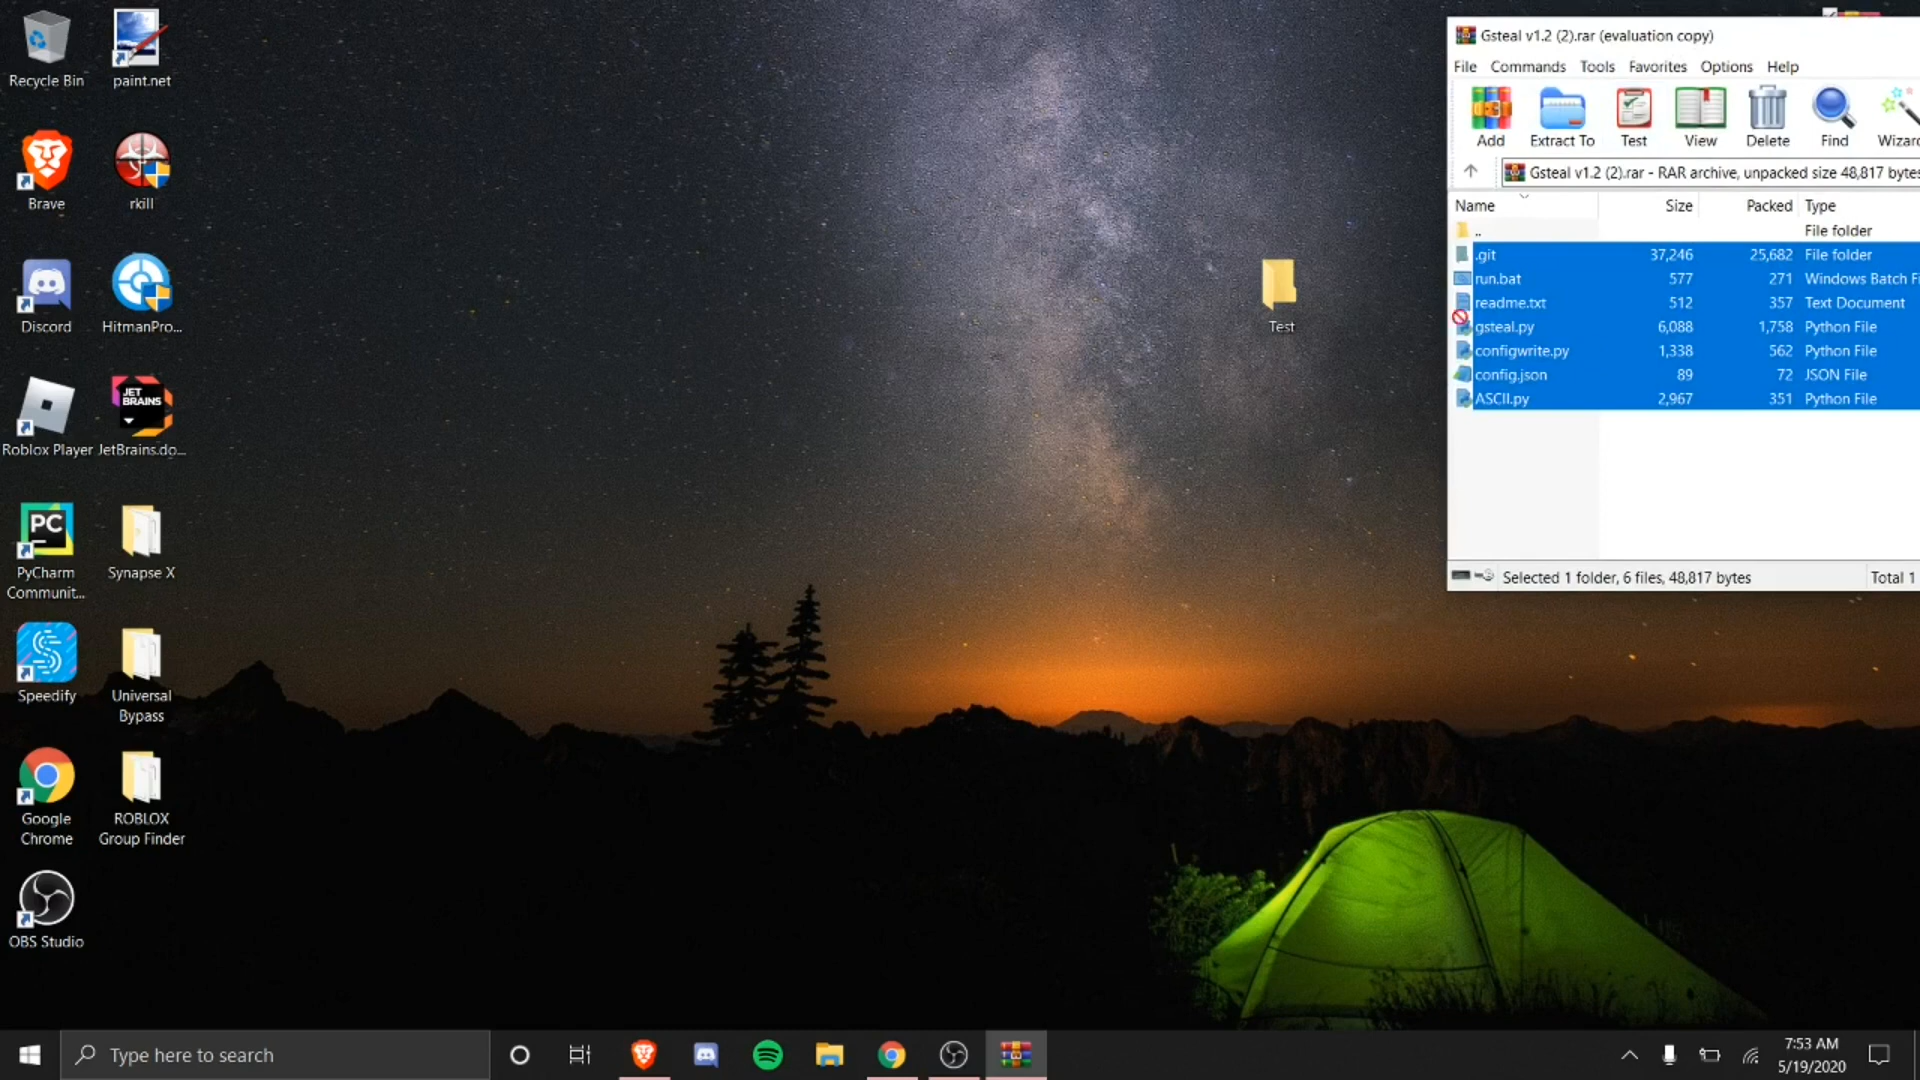 Recycle Bin
paint.net
Brave
rkill
Discord
HitmanPro...
Roblox Player
JET
BRAINS
JetBrains.do...
PC
PyCharm
Communit...
Synapse X
Speedify
Universal
Bypass
Google
Chrome
ROBLOX
Group Finder
OBS Studio
Test
Gsteal v1.2 (2).rar (evaluation copy)
File Commands Tools Favorites Options Help
Add Extract To Test View Delete Find Wizard
Gsteal v1.2 (2).rar - RAR archive, unpacked size 48,817 bytes
Name Size Packed Type
.. File folder
.git 37,246 25,682 File folder
run.bat 577 271 Windows Batch Fi
readme.txt 512 357 Text Document
gsteal.py 6,088 1,758 Python File
configwrite.py 1,338 562 Python File
config.json 89 72 JSON File
ASCII.py 2,967 351 Python File
Selected 1 folder, 6 files, 48,817 bytes
Total 1
Type here to search
7:53 AM
5/19/2020